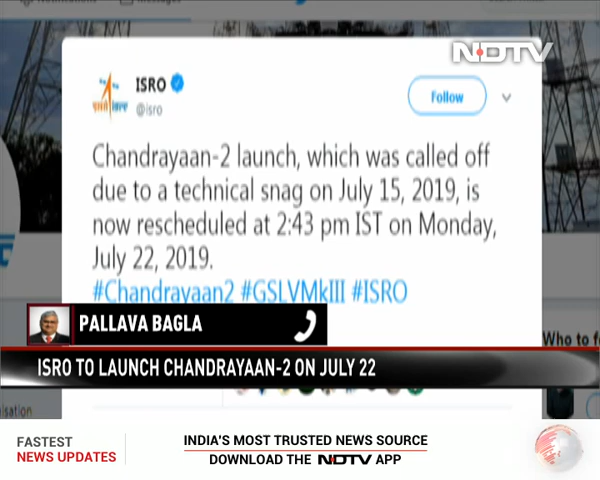 NDTV
ISRO
@isro
Follow
Chandrayaan-2 launch, which was called off
due to a technical snag on July 15, 2019, is
now rescheduled at 2:43 pm IST on Monday,
July 22, 2019.
#Chandrayaan2 #GSLVMkIII #ISRO
PALLAVA BAGLA
Who to f
ISRO TO LAUNCH CHANDRAYAAN-2 ON JULY 22
isation
FASTEST
NEWS UPDATES
INDIA'S MOST TRUSTED NEWS SOURCE
DOWNLOAD THE NDTV APP